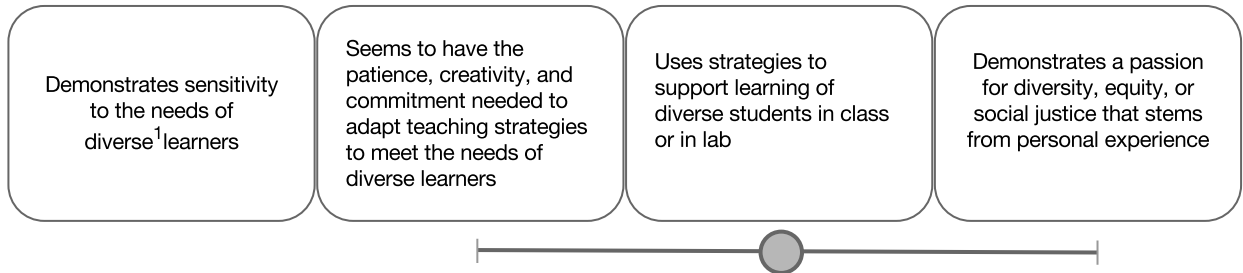 Demonstrates sensitivity
to the needs of
diverse¹learners
Seems to have the
patience, creativity, and
commitment needed to
adapt teaching strategies
to meet the needs of
diverse learners
Uses strategies to
support learning of
diverse students in class
or in lab
Demonstrates a passion
for diversity, equity, or
social justice that stems
from personal experience